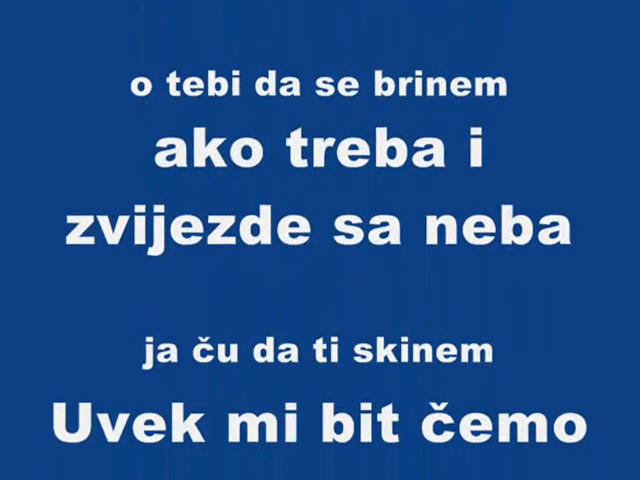 o tebi da se brinem
ako treba i
zvijezde sa neba
ja ču da ti skinem
Uvek mi bit čemo